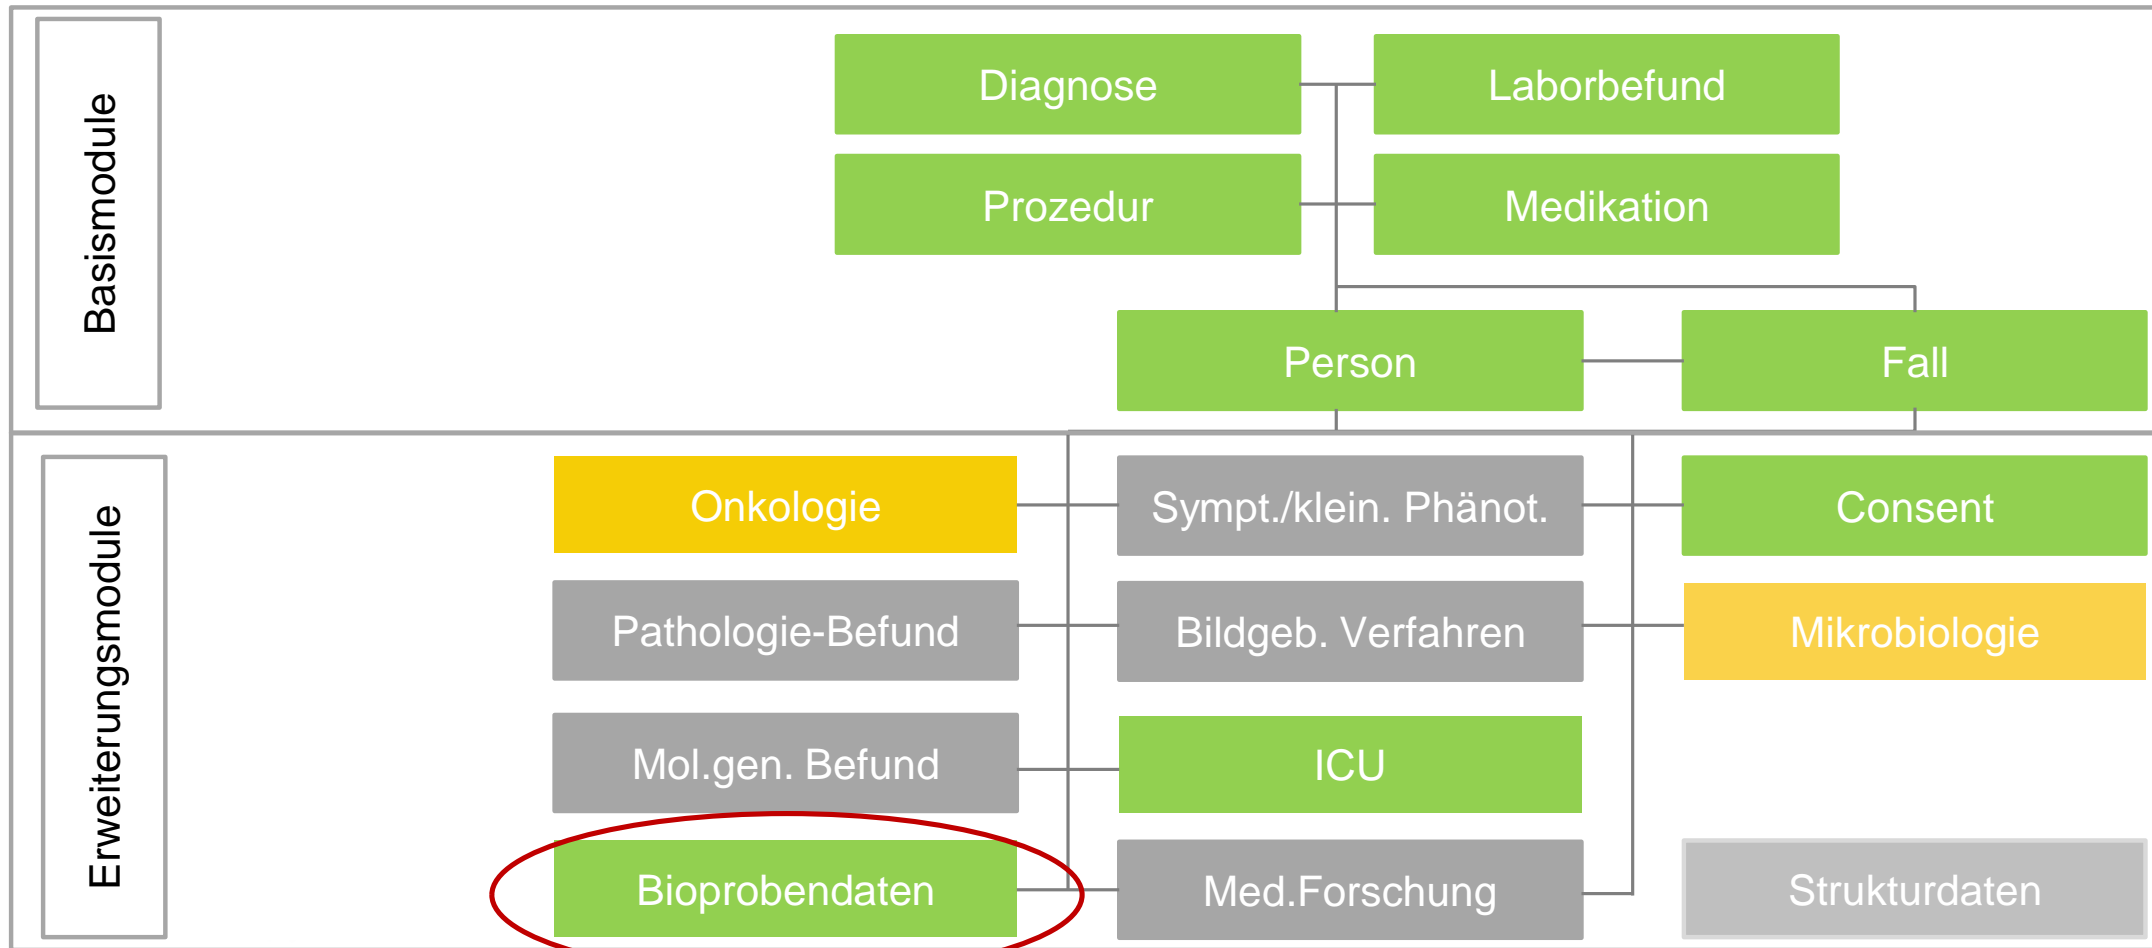 Basismodule
Diagnose
Laborbefund
Prozedur
Medikation
Person
Fall
Erweiterungsmodule
Onkologie
Sympt./klein. Phänot.
Consent
Pathologie-Befund
Bildgeb. Verfahren
Mikrobiologie
Mol.gen. Befund
ICU
Bioprobendaten
Med.Forschung
Strukturdaten